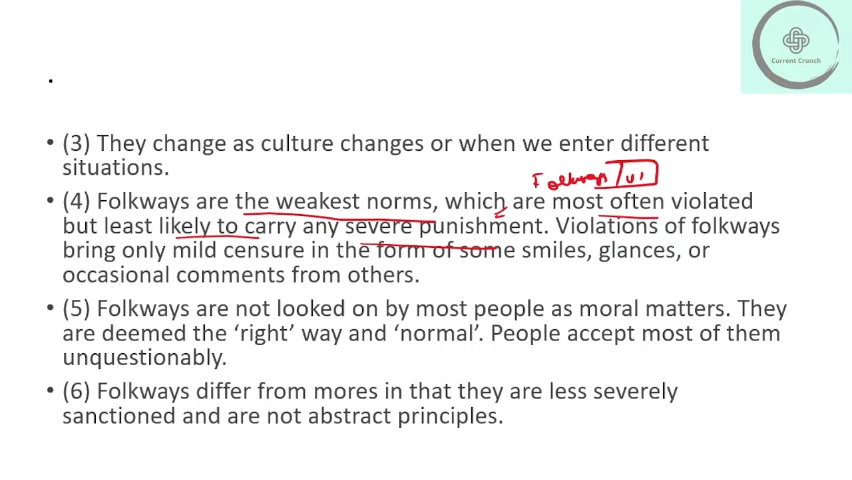 Current Crunch
.
• (3) They change as culture changes or when we enter different
situations.
Folkways
• (4) Folkways are the weakest norms, which are most often violated
but least likely to carry any severe punishment. Violations of folkways
bring only mild censure in the form of some smiles, glances, or
occasional comments from others.
• (5) Folkways are not looked on by most people as moral matters. They
are deemed the ‘right’ way and ‘normal’. People accept most of them
unquestionably.
• (6) Folkways differ from mores in that they are less severely
sanctioned and are not abstract principles.